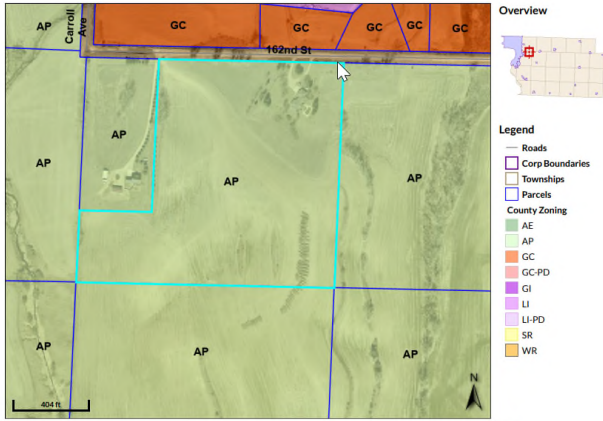 AP
Carroll
Ave
GC
GC
GC
GC
GC
162nd St
AP
AP
AP
AP
AP
AP
AP
404 ft
N
Overview
Legend
Roads
Corp Boundaries
Townships
Parcels
County Zoning
AE
AP
GC
GC-PD
GI
LI
LI-PD
SR
WR